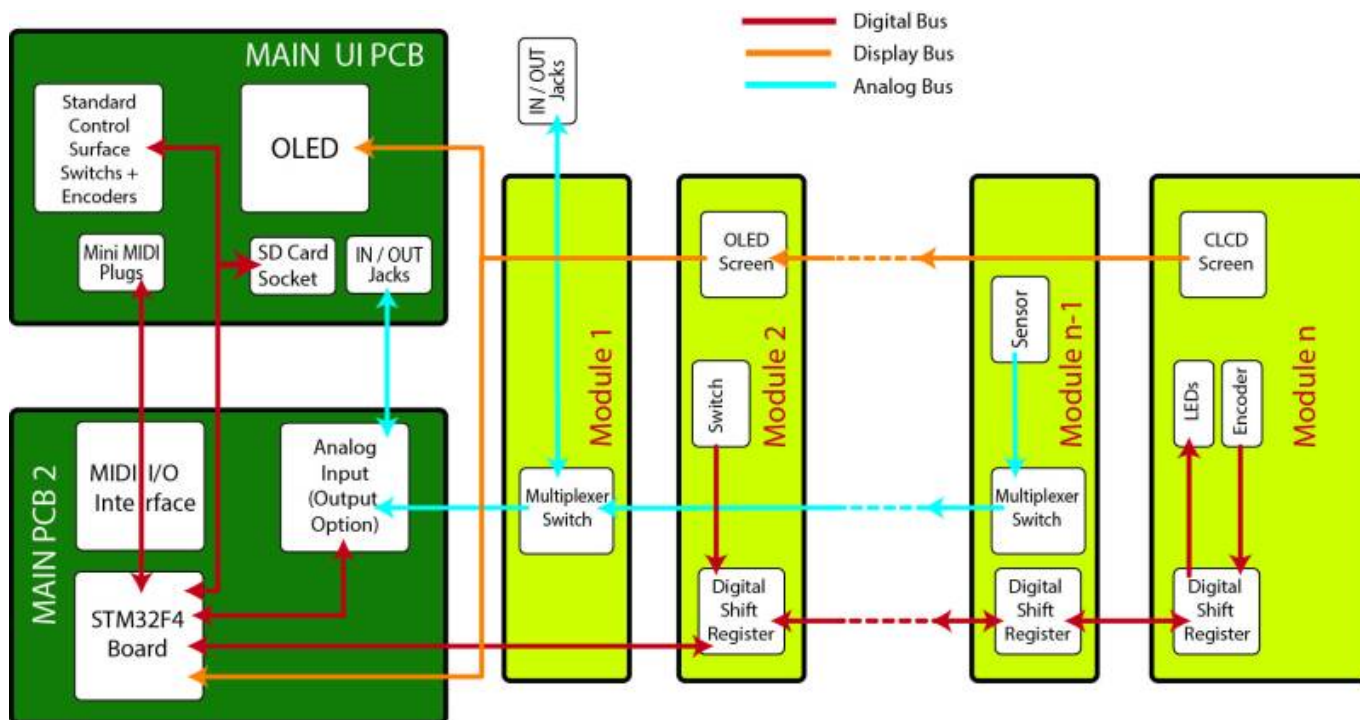 Digital Bus
Display Bus
Analog Bus
MAIN UI PCB
Standard
Control
Surface
Switchs +
Encoders
OLED
Mini MIDI
Plugs
SD Card
Socket
IN / OUT
Jacks
IN / OUT
Jacks
MAIN PCB 2
MIDI I/O
Interface
Analog
Input
(Output
Option)
STM32F4
Board
Module 1
Multiplexer
Switch
Module 2
OLED
Screen
Switch
Digital
Shift
Register
Module n-1
Sensor
Multiplexer
Switch
Digital
Shift
Register
Module n
CLCD
Screen
LEDs
Encoder
Digital
Shift
Register